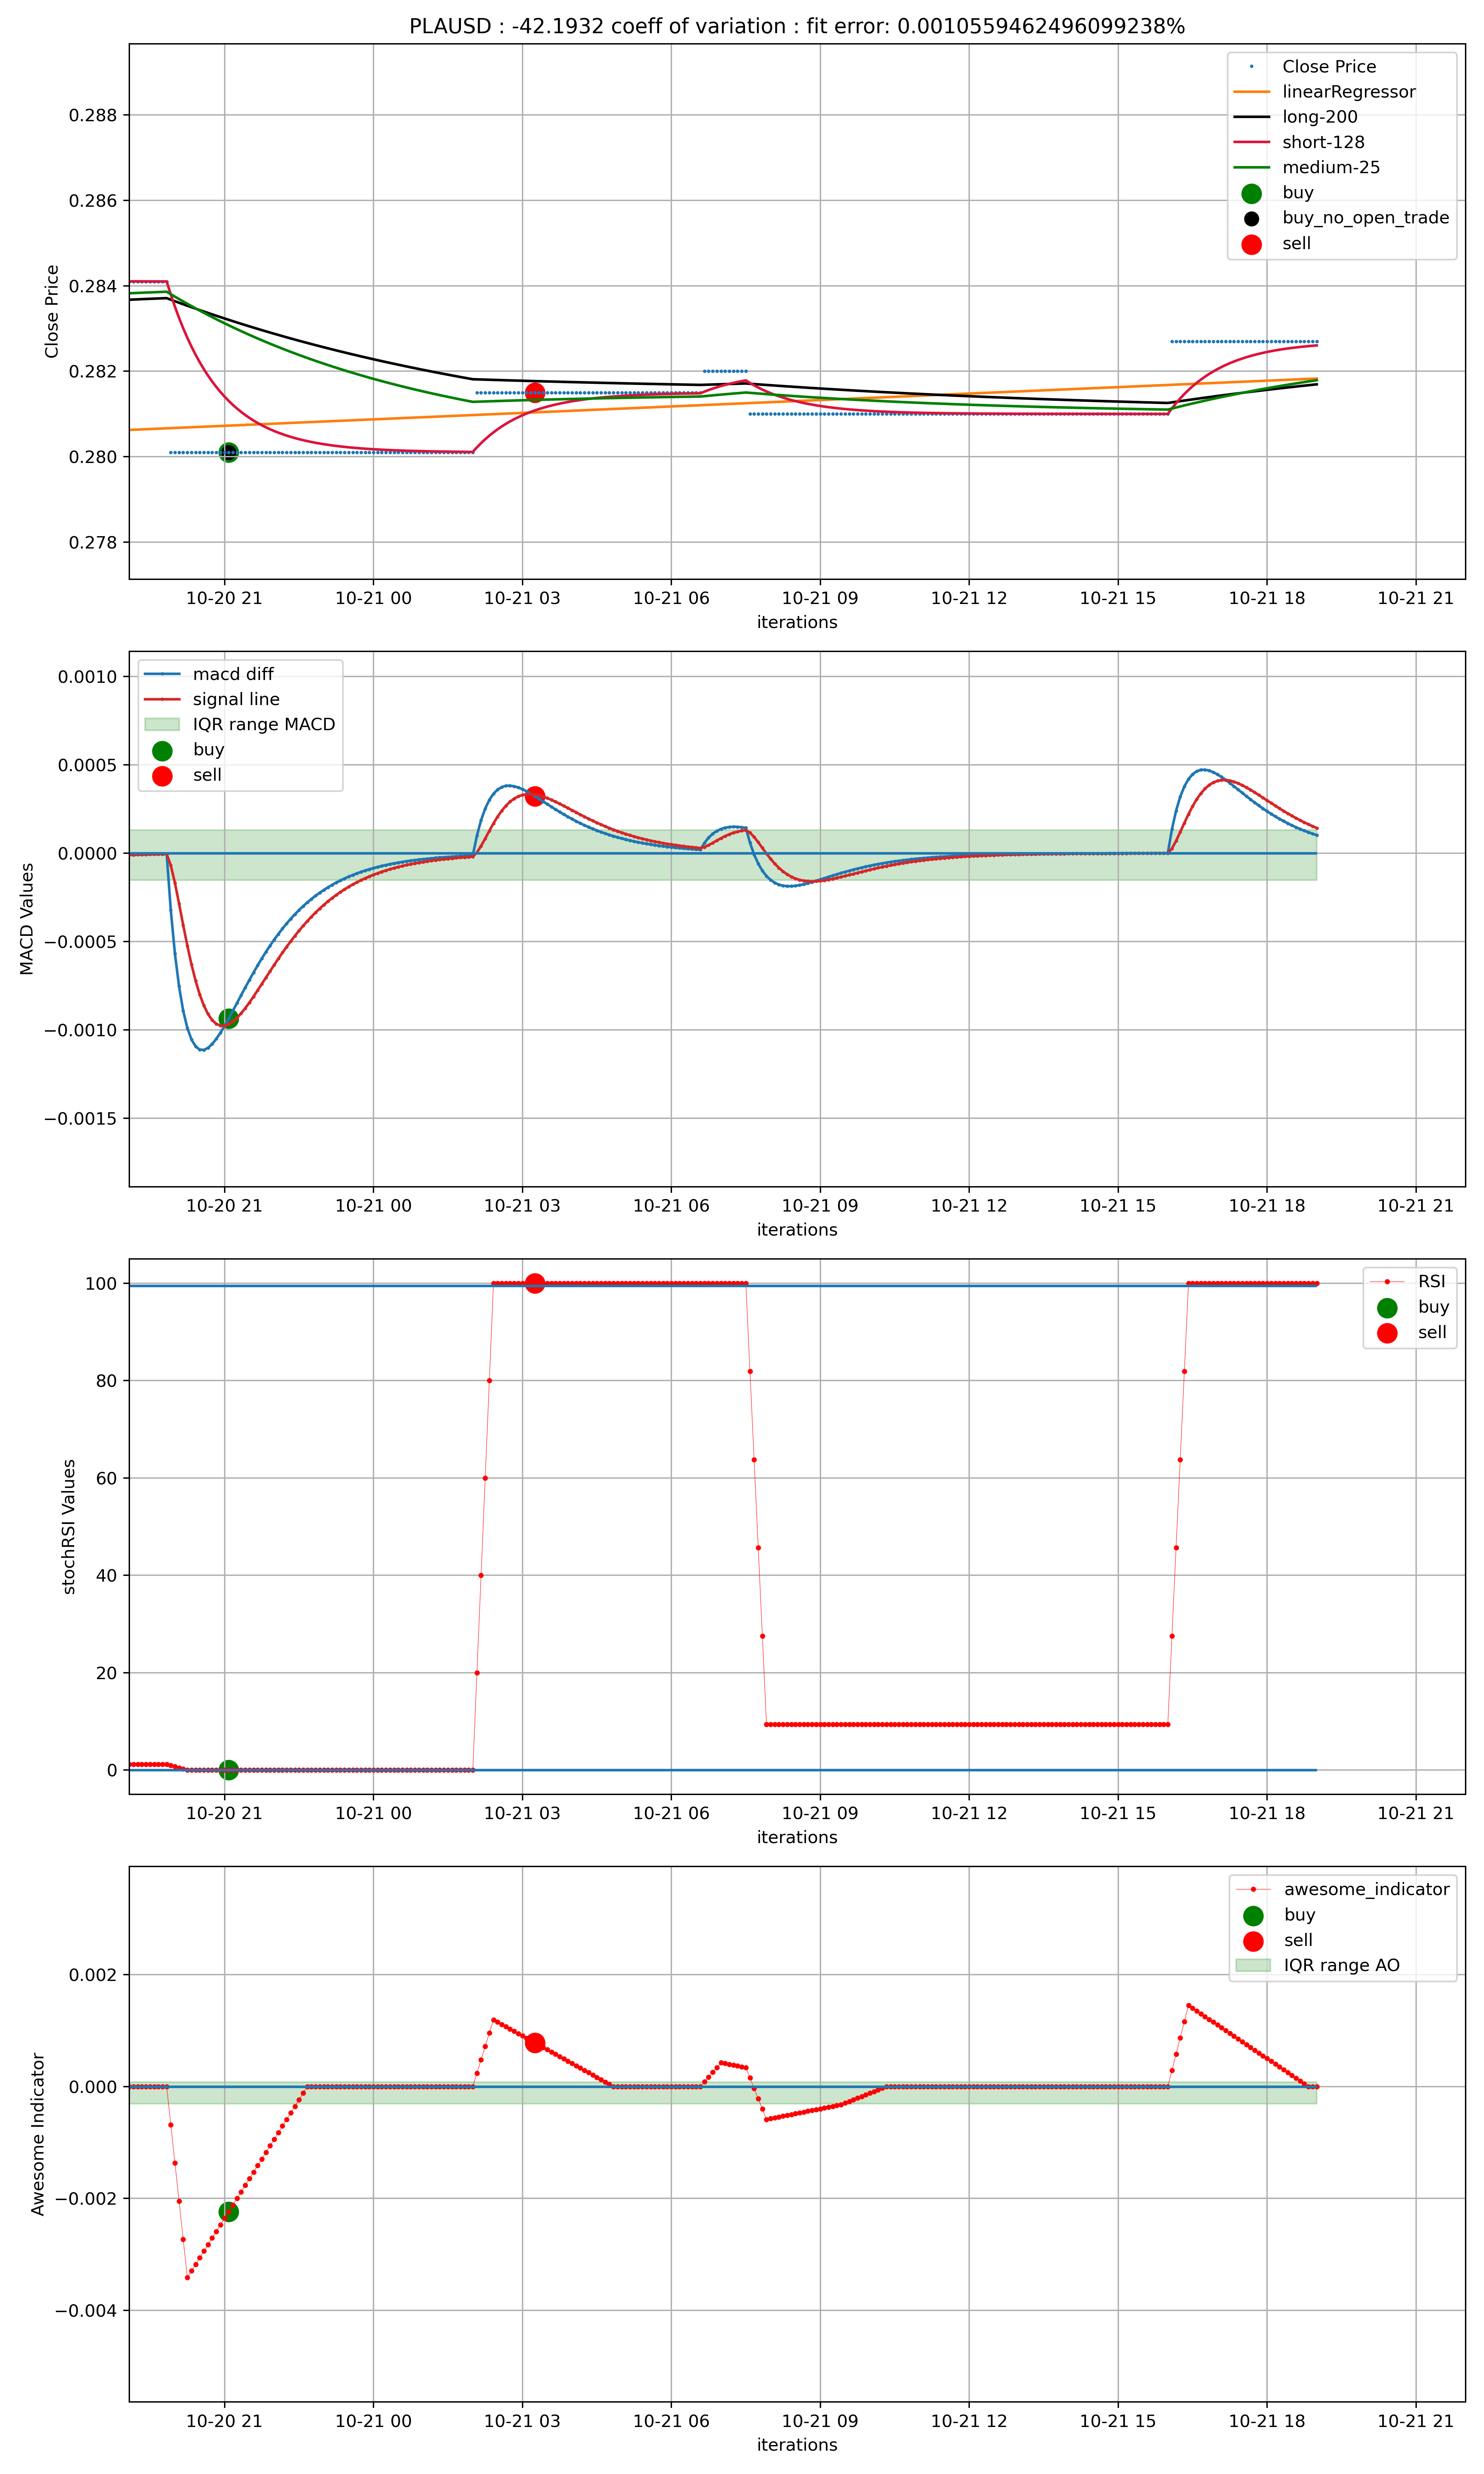 PLAUSD : -42.1932 coeff of variation : fit error: 0.0010559462496099238%
Close Price
linearRegressor
long-200
short-128
medium-25
buy
buy_no_open_trade
sell
0.288
0.286
0.284
0.282
0.280
0.278
Close Price
10-20 21 10-21 00 10-21 03 10-21 06 10-21 09 10-21 12 10-21 15 10-21 18 10-21 21
iterations
macd diff
signal line
IQR range MACD
buy
sell
0.0010
0.0005
0.0000
−0.0005
−0.0010
−0.0015
MACD Values
10-20 21 10-21 00 10-21 03 10-21 06 10-21 09 10-21 12 10-21 15 10-21 18 10-21 21
iterations
RSI
buy
sell
100
80
60
40
20
0
stochRSI Values
10-20 21 10-21 00 10-21 03 10-21 06 10-21 09 10-21 12 10-21 15 10-21 18 10-21 21
iterations
awesome_indicator
buy
sell
IQR range AO
0.002
0.000
−0.002
−0.004
Awesome Indicator
10-20 21 10-21 00 10-21 03 10-21 06 10-21 09 10-21 12 10-21 15 10-21 18 10-21 21
iterations